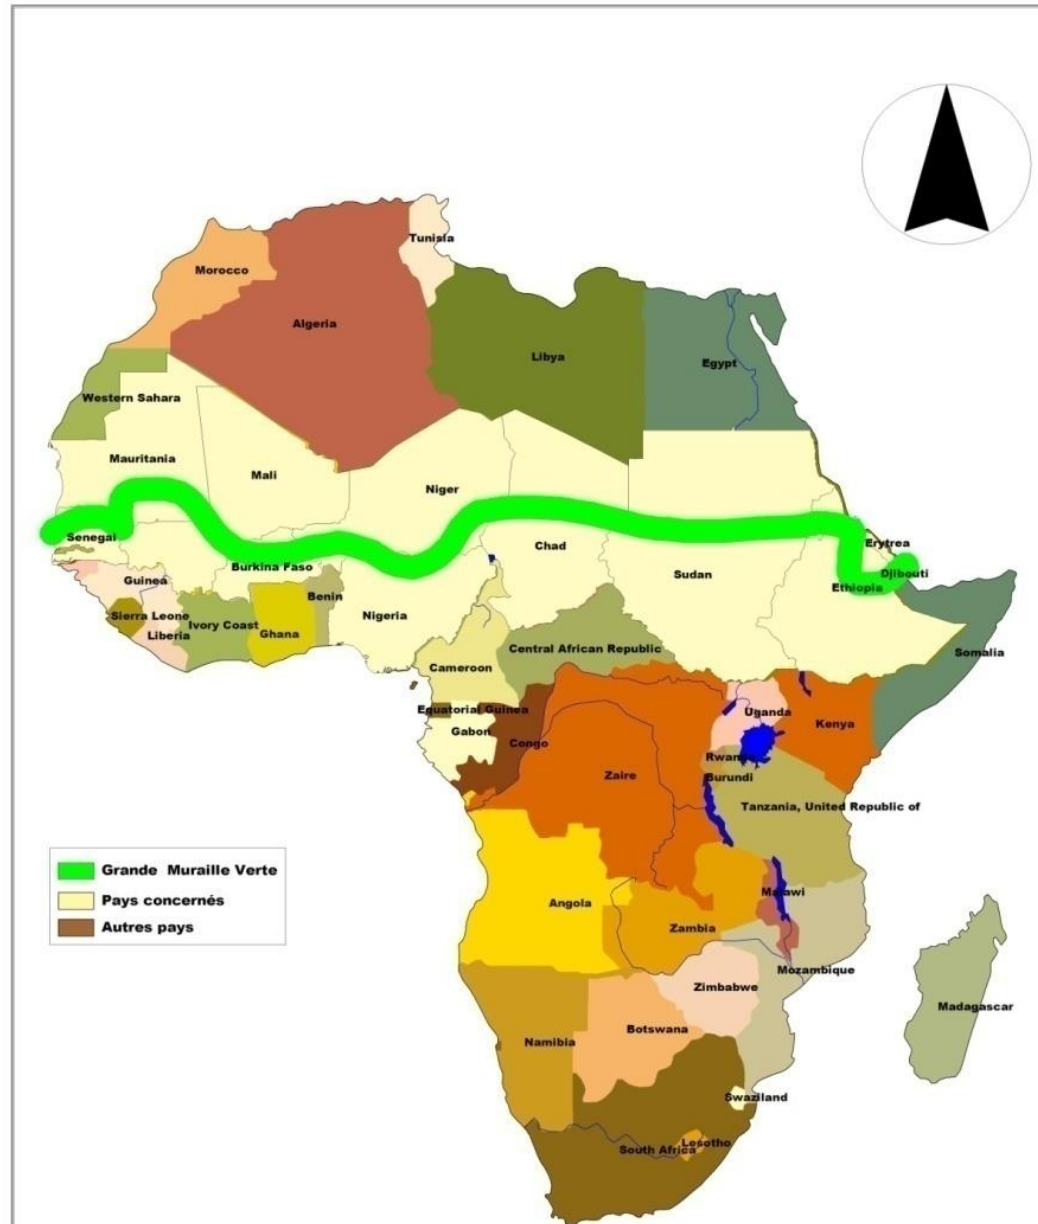 Tunisia
Morocco
Algeria
Libya
Egypt
Western Sahara
Mauritania
Mali
Niger
Senegal
Chad
Erytrea
Burkina Faso
Sudan
Djibouti
Ethiopia
Guinea
Benin
Sierra Leone
Nigeria
Ivory Coast
Ghana
Liberia
Central African Republic
Somalia
Cameroon
Equatorial Guinea
Uganda
Kenya
Gabon
Congo
Rwanda
Zaire
Burundi
Tanzania, United Republic of
Grande Muraille Verte
Pays concernés
Autres pays
Malawi
Angola
Zambia
Mozambique
Zimbabwe
Madagascar
Botswana
Namibia
Swaziland
Lesotho
South Africa